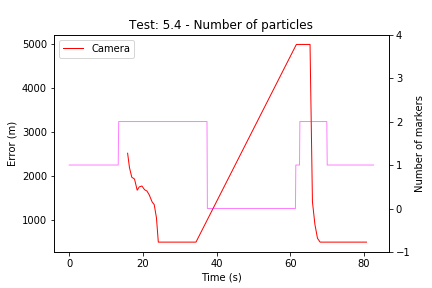 Test: 5.4 - Number of particles
Camera
Error (m)
5000
4000
3000
2000
1000
4
3
2
1
0
−1
Number of markers
0 20 40 60 80
Time (s)